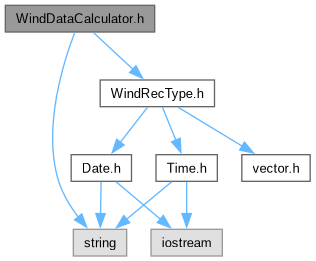 WindDataCalculator.h
WindRecType.h
Date.h
Time.h
vector.h
string
iostream